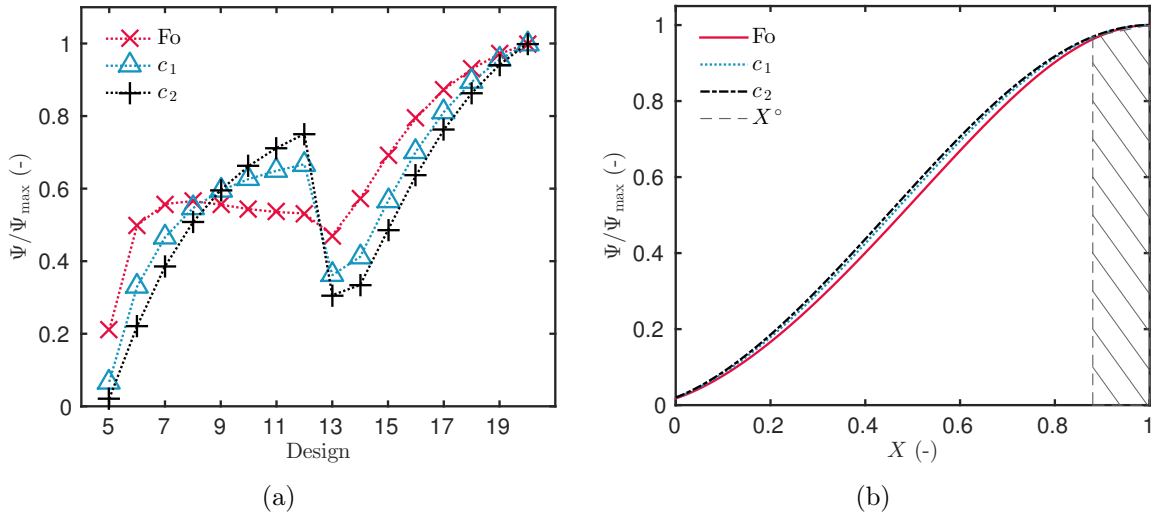 Ψ/Ψmax (-)
1
0.8
0.6
0.4
0.2
0
Fo
c1
c2
5 7 9 11 13 15 17 19
Design
(a)
Ψ/Ψmax (-)
1
0.8
0.6
0.4
0.2
0
Fo
c1
c2
X°
0 0.2 0.4 0.6 0.8 1
X (-)
(b)